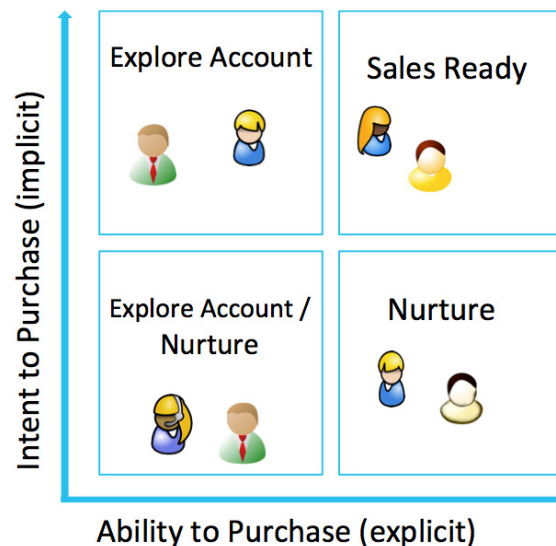 Explore Account
Sales Ready
Explore Account /
Nurture
Nurture
Intent to Purchase (implicit)
Ability to Purchase (explicit)